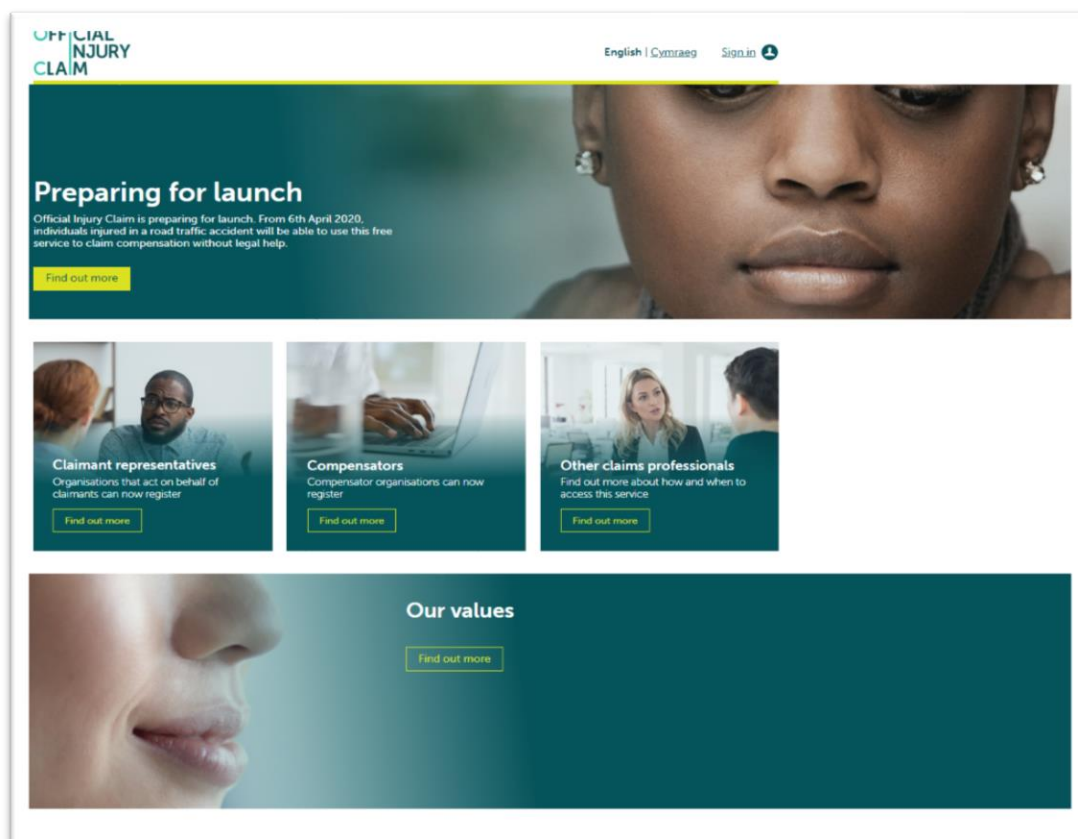 OFFICIAL
INJURY
CLAIM
English | Cymraeg Sign in
Preparing for launch
Official Injury Claim is preparing for launch. From 6th April 2020,
individuals injured in a road traffic accident will be able to use this free
service to claim compensation without legal help.
Find out more
Claimant representatives
Organisations that act on behalf of
claimants can now register
Find out more
Compensators
Compensator organisations can now
register
Find out more
Other claims professionals
Find out more about how and when to
access this service
Find out more
Our values
Find out more